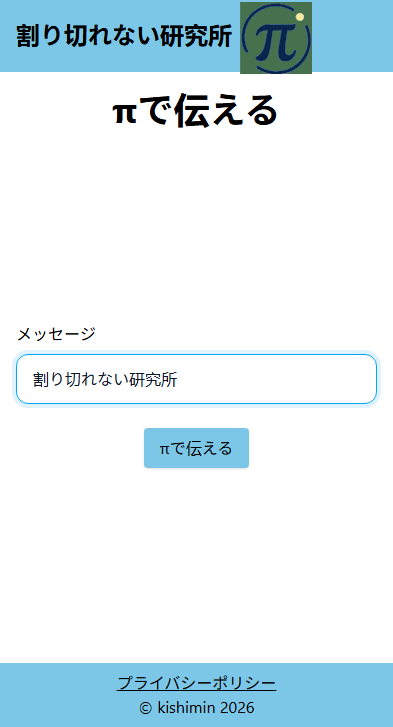 割り切れない研究所
π
πで伝える
メッセージ
割り切れない研究所
πで伝える
プライバシーポリシー
© kishimin 2026